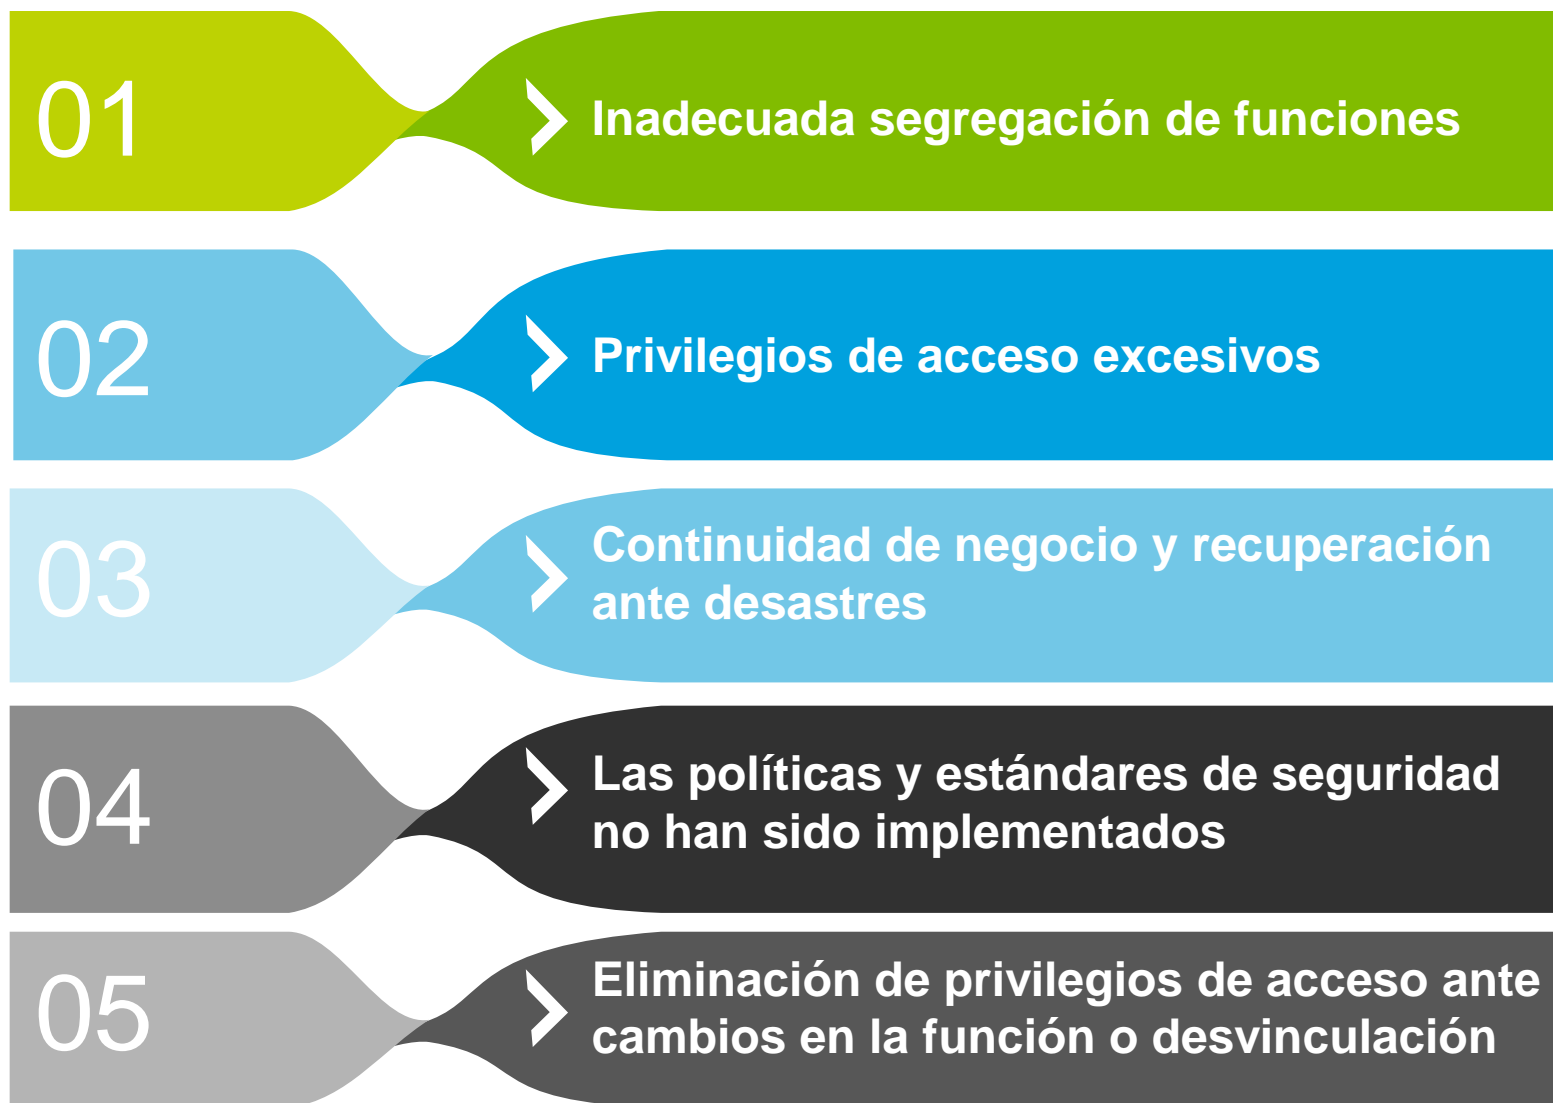 01
Inadecuada segregación de funciones
02
Privilegios de acceso excesivos
03
Continuidad de negocio y recuperación
ante desastres
04
Las políticas y estándares de seguridad
no han sido implementados
05
Eliminación de privilegios de acceso ante
cambios en la función o desvinculación